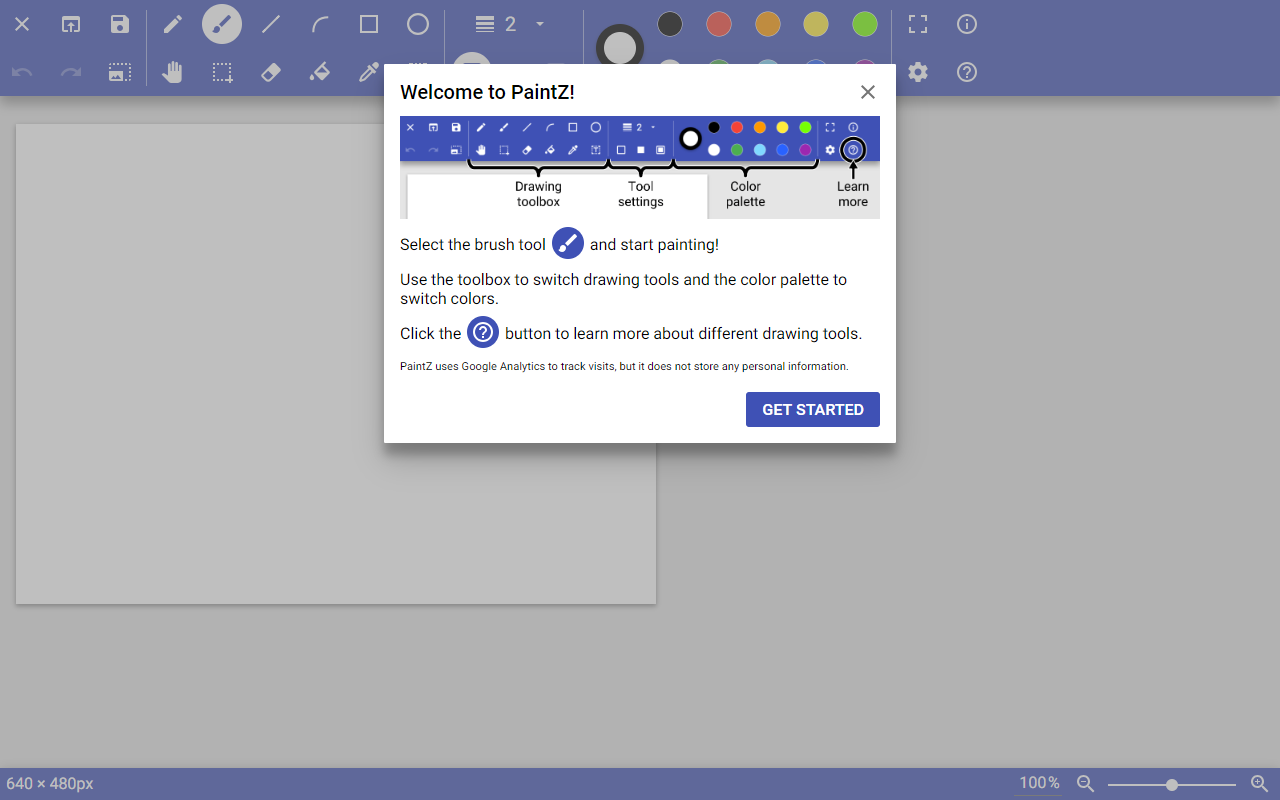 2
Welcome to PaintZ!
2
Drawing toolbox
Tool settings
Color palette
Learn more
Select the brush tool and start painting!
Use the toolbox to switch drawing tools and the color palette to
switch colors.
Click the button to learn more about different drawing tools.
PaintZ uses Google Analytics to track visits, but it does not store any personal information.
GET STARTED
640 × 480px
100%